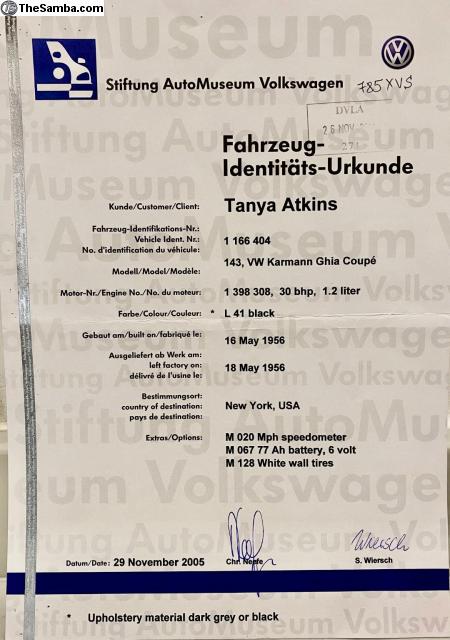 TheSamba.com
Stiftung AutoMuseum Volkswagen
785XVS
DVLA
26 NOV
271
Fahrzeug-
Identitäts-Urkunde
Kunde/Customer/Client: Tanya Atkins
Fahrzeug-Identifikations-Nr.:
Vehicle Ident. Nr.: 1 166 404
No. d'identification du véhicule:
Modell/Model/Modèle: 143, VW Karmann Ghia Coupé
Motor-Nr./Engine No./No. du moteur: 1 398 308, 30 bhp, 1.2 liter
Farbe/Colour/Couleur: * L 41 black
Gebaut am/built on/fabriqué le: 16 May 1956
Ausgeliefert ab Werk am:
left factory on: 18 May 1956
délivré de l'usine le:
Bestimmungsort:
country of destination: New York, USA
pays de destination:
Extras/Options: M 020 Mph speedometer
M 067 77 Ah battery, 6 volt
M 128 White wall tires
Wiersch
Datum/Date: 29 November 2005 Chr. Nenfe S. Wiersch
* Upholstery material dark grey or black